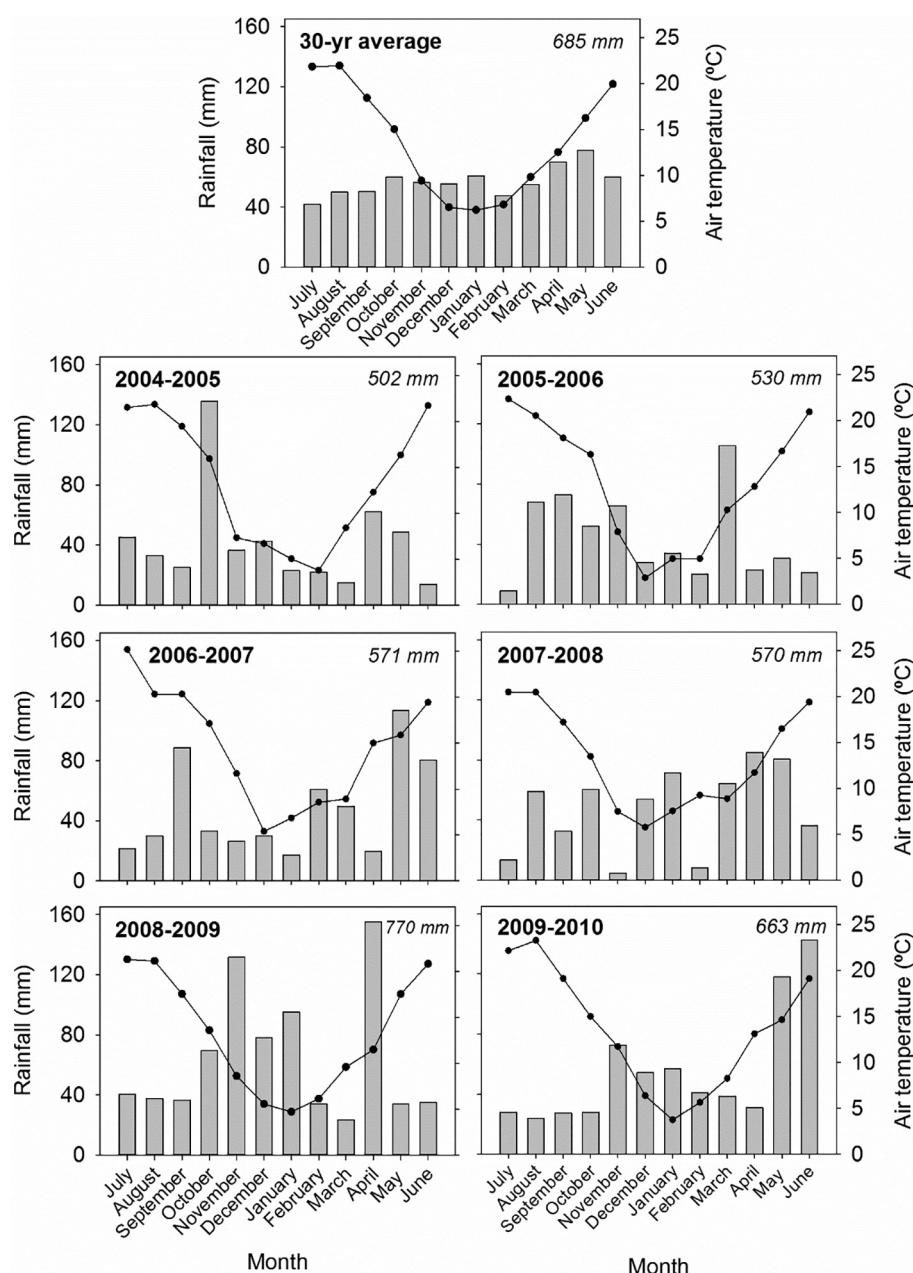 30-yr average
685 mm
Rainfall (mm)
160
120
80
40
0
25
20
15
10
5
0
Air temperature (ºC)
July
August
September
October
November
December
January
February
March
April
May
June
2004-2005
502 mm
Rainfall (mm)
160
120
80
40
0
2005-2006
530 mm
25
20
15
10
5
0
Air temperature (ºC)
2006-2007
571 mm
Rainfall (mm)
160
120
80
40
0
2007-2008
570 mm
25
20
15
10
5
0
Air temperature (ºC)
2008-2009
770 mm
Rainfall (mm)
160
120
80
40
0
July
August
September
October
November
December
January
February
March
April
May
June
Month
2009-2010
663 mm
25
20
15
10
5
0
Air temperature (ºC)
July
August
September
October
November
December
January
February
March
April
May
June
Month